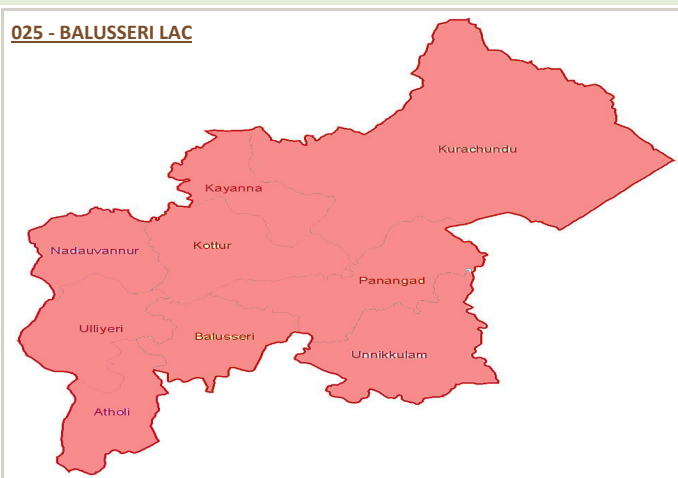 025 - BALUSSERI LAC
Kurachundu
Kayanna
Kottur
Nadauvannur
Panangad
Ulliyeri
Balusseri
Unnikkulam
Atholi